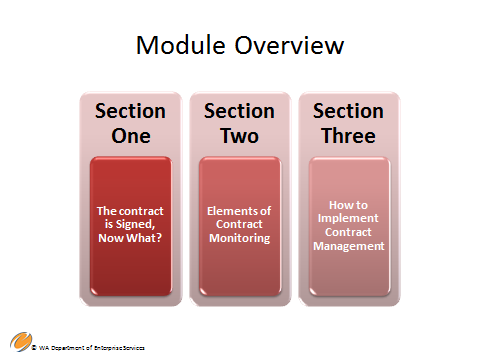 Module Overview
Section
One
Section
Two
Section
Three
The contract
is Signed,
Now What?
Elements of
Contract
Monitoring
How to
Implement
Contract
Management
© WA Department of Enterprise Services